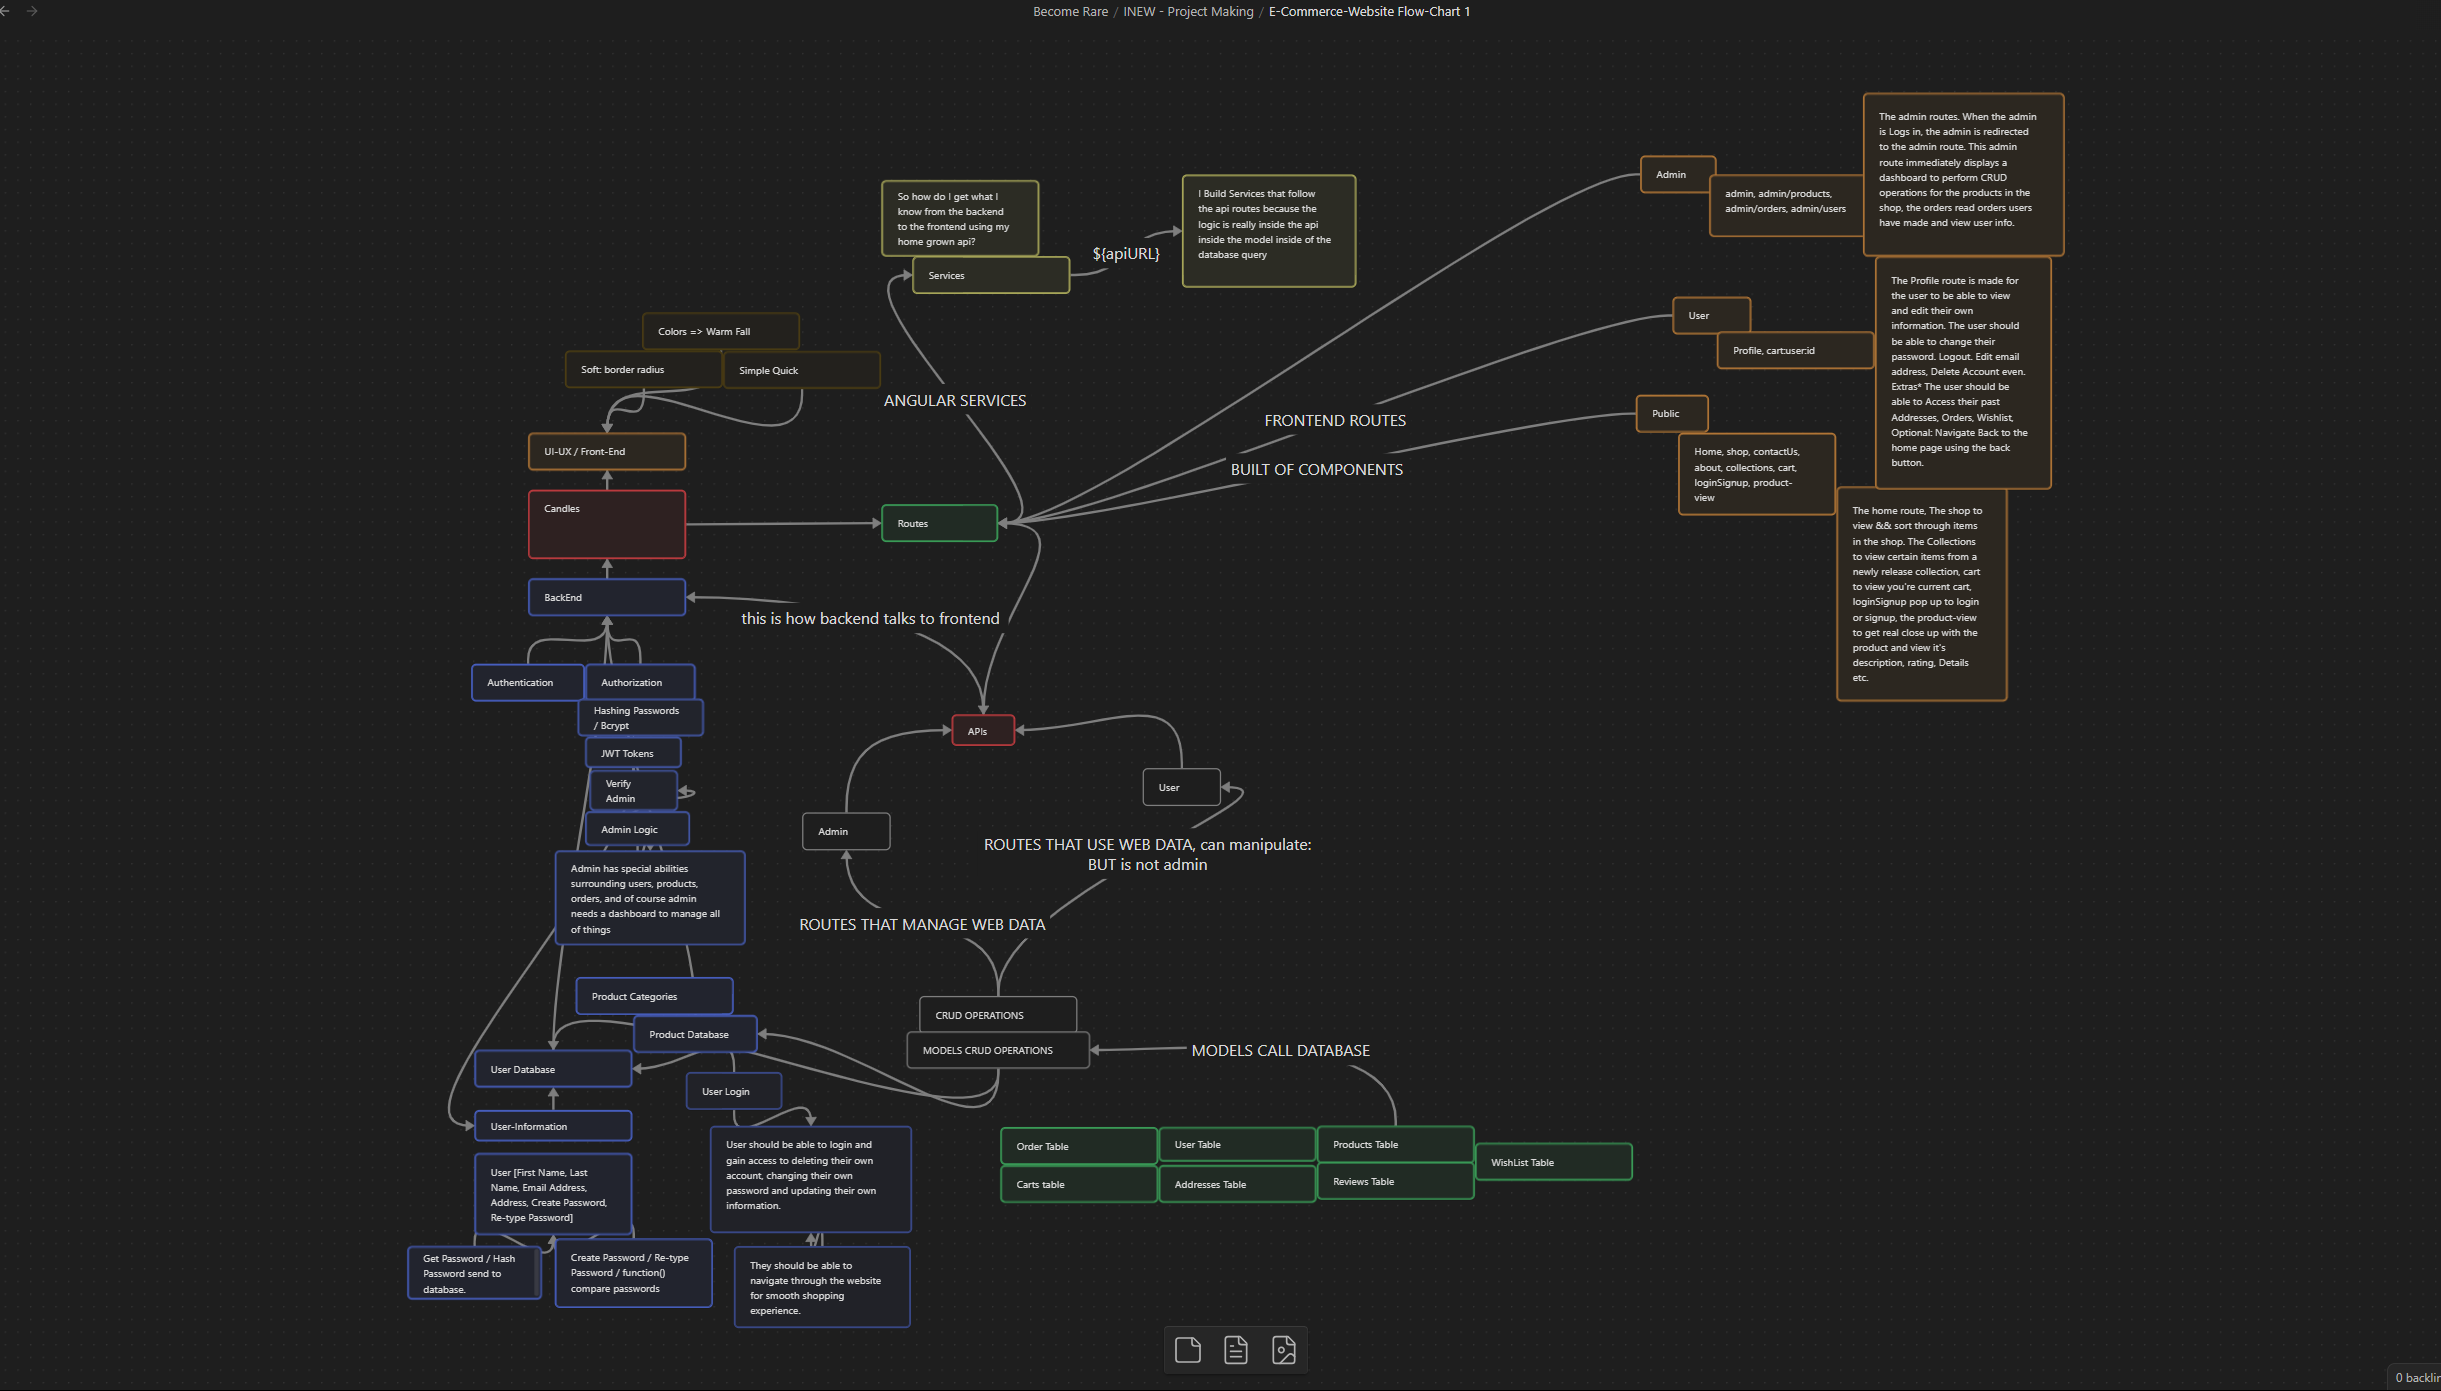 Become Rare / INEW - Project Making / E-Commerce-Website Flow-Chart 1
So how do I get what I
know from the backend
to the frontend using my
home grown api?
Services
${apiURL}
I Build Services that follow
the api routes because the
logic is really inside the api
inside the model inside of the
database query
Admin
admin, admin/products,
admin/orders, admin/users
The admin routes. When the admin
is Logs in, the admin is redirected
to the admin route. This admin
route immediately displays a
dashboard to perform CRUD
operations for the products in the
shop, the orders read orders users
have made and view user info.
User
Profile, cart:user:id
The Profile route is made for
the user to be able to view
and edit their own
information. The user should
be able to change their
password. Logout. Edit email
address, Delete Account even.
Extras* The user should be
able to Access their past
Addresses, Orders, Wishlist,
Optional: Navigate Back to the
home page using the back
button.
Public
Home, shop, contactUs,
about, collections, cart,
loginSignup, product-
view
The home route, The shop to
view && sort through items
in the shop. The Collections
to view certain items from a
newly release collection, cart
to view you're current cart,
loginSignup pop up to login
or signup, the product-view
to get real close up with the
product and view it's
description, rating, Details
etc.
Colors => Warm Fall
Soft: border radius
Simple Quick
ANGULAR SERVICES
FRONTEND ROUTES
BUILT OF COMPONENTS
UI-UX / Front-End
Candles
Routes
BackEnd
this is how backend talks to frontend
Authentication
Authorization
Hashing Passwords
/ Bcrypt
JWT Tokens
Verify
Admin
Admin Logic
Admin has special abilities
surrounding users, products,
orders, and of course admin
needs a dashboard to manage all
of things
APIs
User
Admin
ROUTES THAT USE WEB DATA, can manipulate:
BUT is not admin
ROUTES THAT MANAGE WEB DATA
Product Categories
Product Database
CRUD OPERATIONS
MODELS CRUD OPERATIONS
MODELS CALL DATABASE
User Database
User Login
User-Information
User [First Name, Last
Name, Email Address,
Address, Create Password,
Re-type Password]
Get Password / Hash
Password send to
database.
Create Password / Re-type
Password / function()
compare passwords
User should be able to login and
gain access to deleting their own
account, changing their own
password and updating their own
information.
They should be able to
navigate through the website
for smooth shopping
experience.
Order Table
User Table
Products Table
WishList Table
Carts table
Addresses Table
Reviews Table
0 backlin